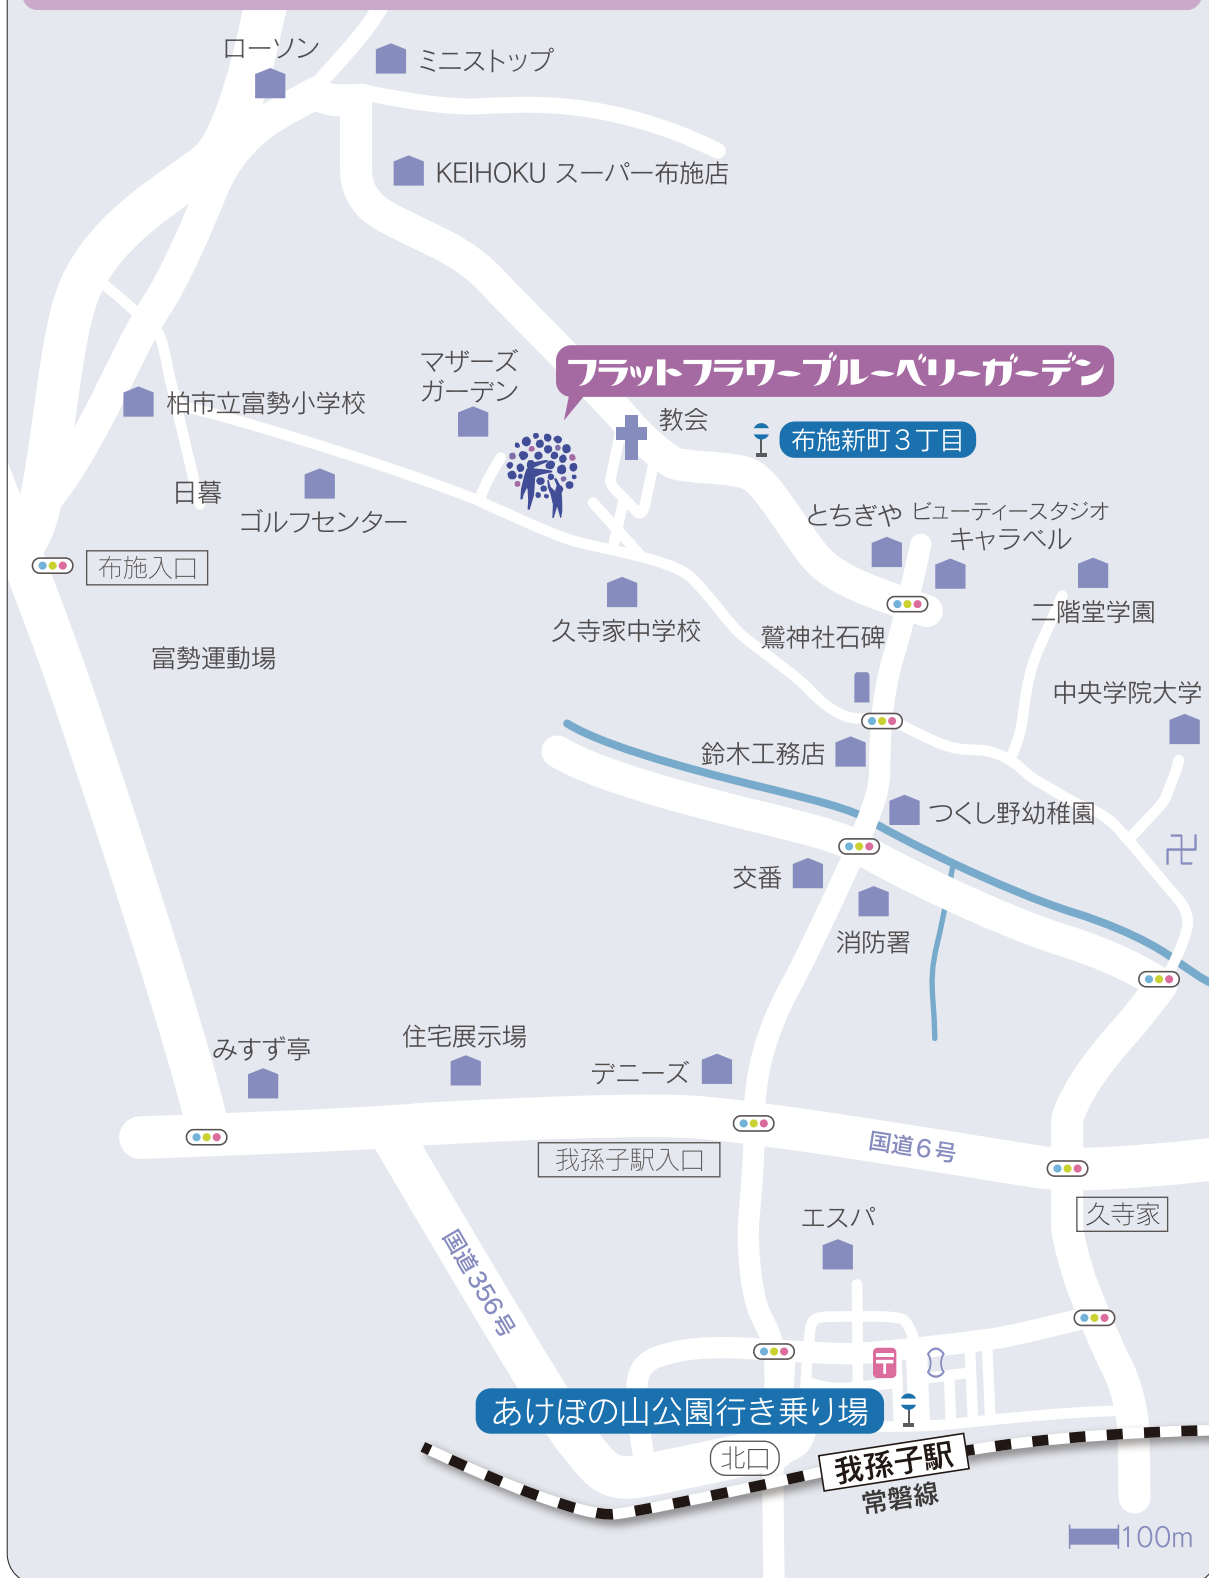 ローソン
ミニストップ
KEIHOKU スーパー布施店
マザーズ
ガーデン
フラットフラワーブルーベリーガーデン
教会
布施新町3丁目
柏市立富勢小学校
日暮
ゴルフセンター
とちぎや
ビューティースタジオ
キャラベル
布施入口
二階堂学園
久寺家中学校
鷲神社石碑
富勢運動場
中央学院大学
鈴木工務店
つくし野幼稚園
交番
消防署
みすず亭
住宅展示場
デニーズ
国道6号
我孫子駅入口
久寺家
エスパ
国道356号
あけぼの山公園行き乗り場
北口
我孫子駅
常磐線
100m